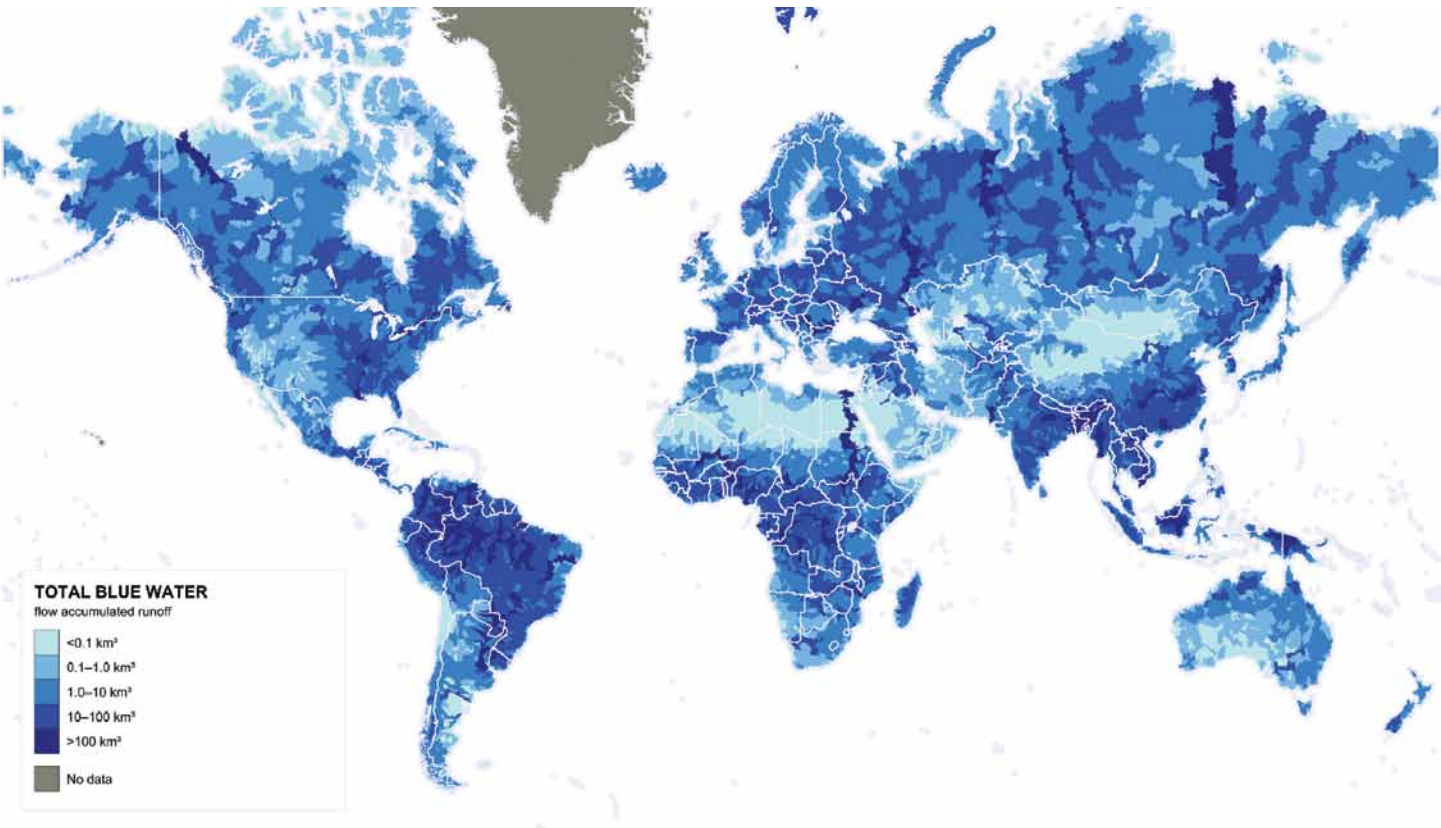 TOTAL BLUE WATER
flow accumulated runoff
<0.1 km³
0.1–1.0 km³
1.0–10 km³
10–100 km³
>100 km³
No data